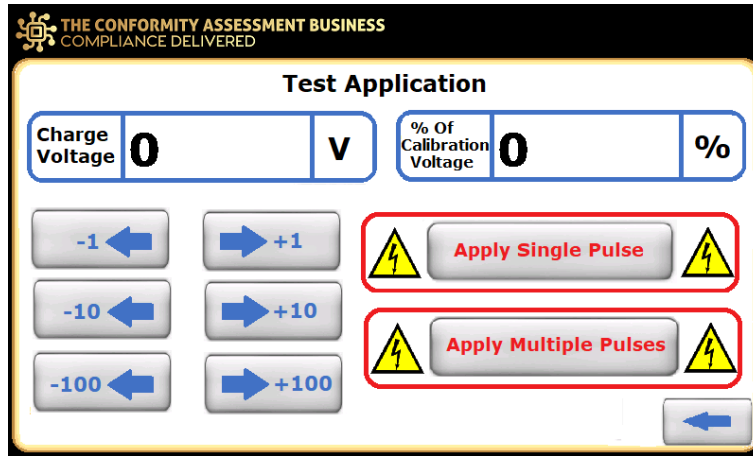 THE CONFORMITY ASSESSMENT BUSINESS
COMPLIANCE DELIVERED
Test Application
Charge
Voltage
0
V
% Of
Calibration
Voltage
0
%
-1
+1
Apply Single Pulse
-10
+10
Apply Multiple Pulses
-100
+100